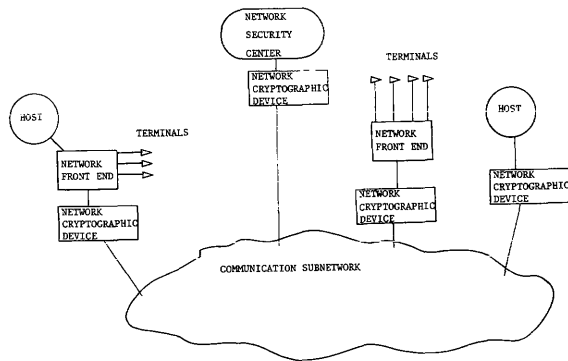 NETWORK
SECURITY
CENTER
NETWORK
CRYPTOGRAPHIC
DEVICE
TERMINALS
HOST
TERMINALS
NETWORK
FRONT END
NETWORK
CRYPTOGRAPHIC
DEVICE
NETWORK
FRONT END
NETWORK
CRYPTOGRAPHIC
DEVICE
HOST
NETWORK
CRYPTOGRAPHIC
DEVICE
COMMUNICATION SUBNETWORK